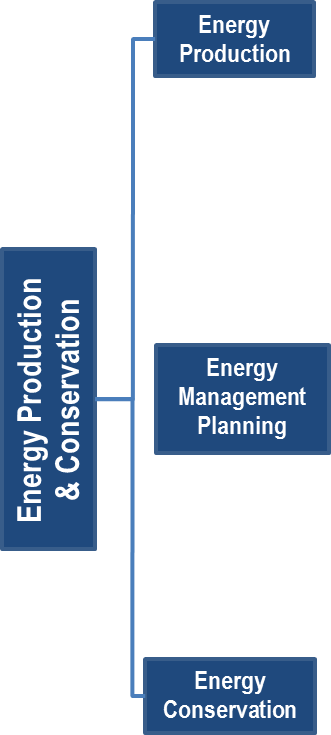 Energy
Production
Energy Production
& Conservation
Energy
Management
Planning
Energy
Conservation